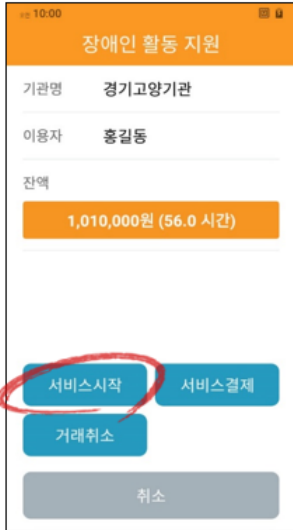 오전 10:00
장애인 활동 지원
기관명 경기고양기관
이용자 홍길동
잔액
1,010,000원 (56.0 시간)
서비스시작 서비스결제
거래취소
취소